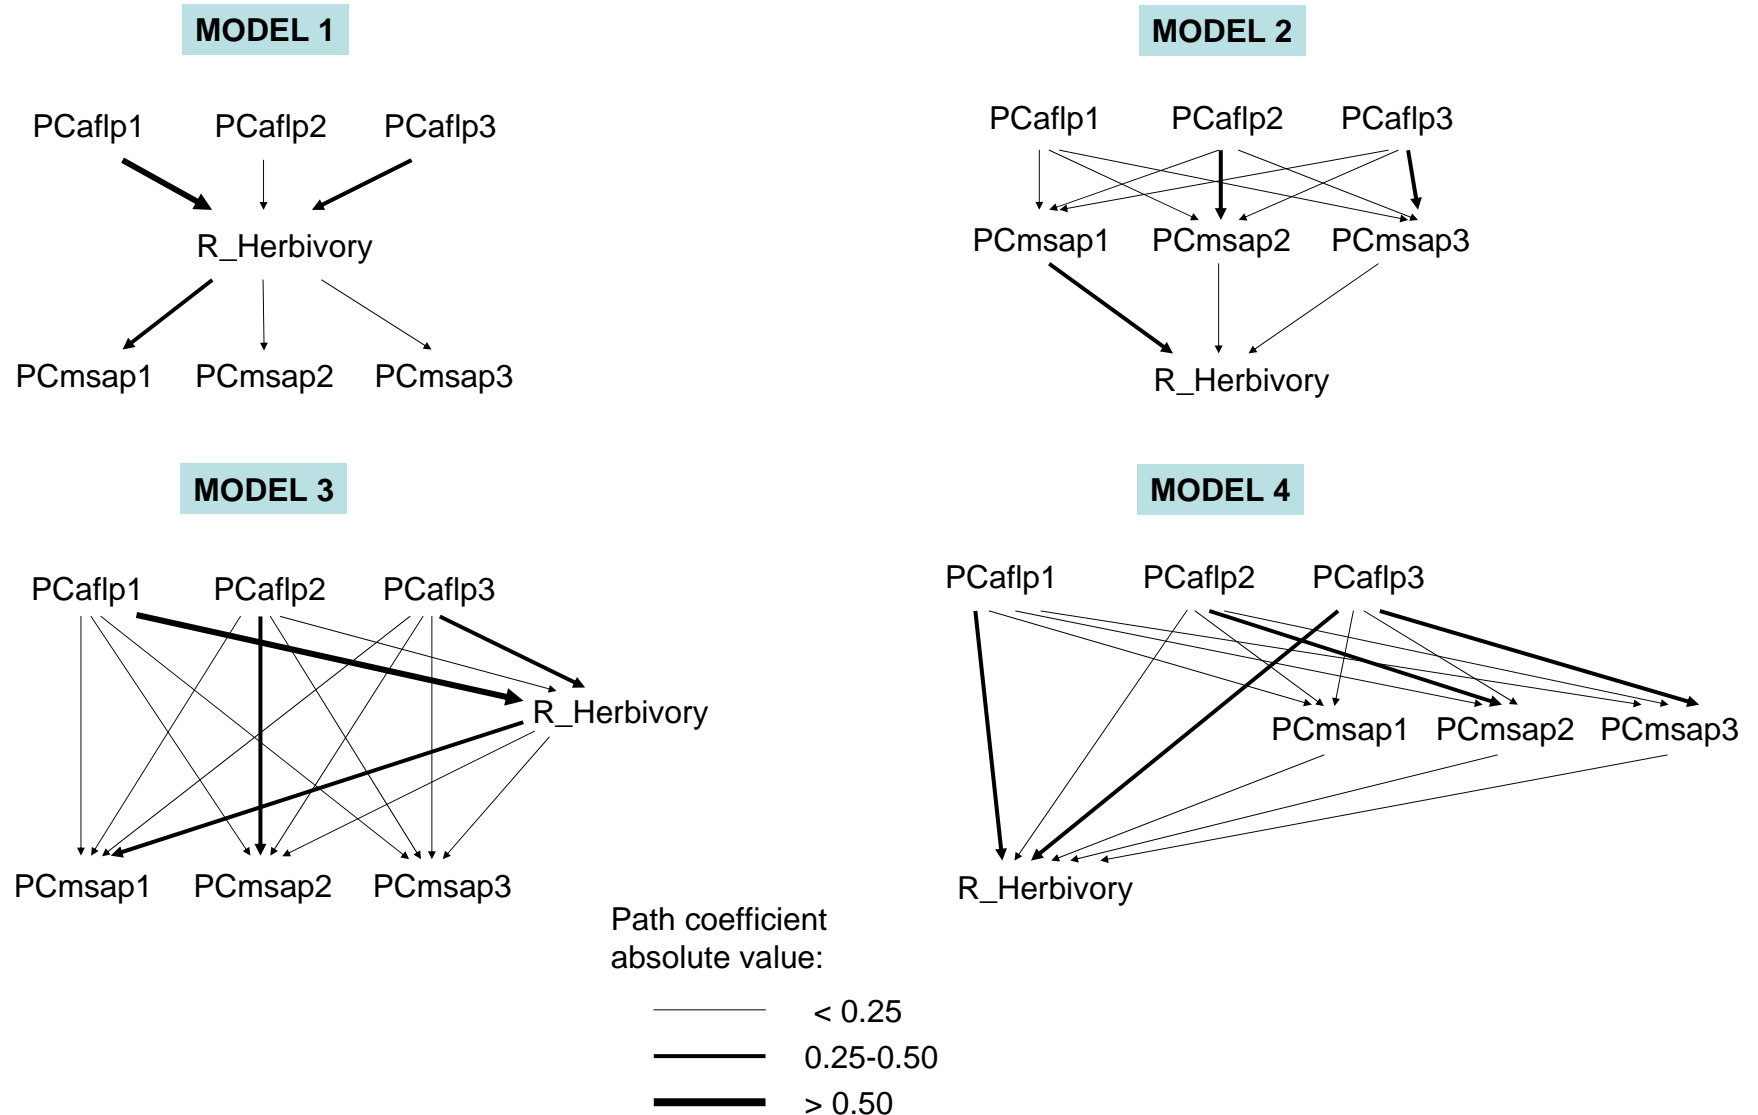 MODEL 1
PCaflp1 PCaflp2 PCaflp3
R_Herbivory
PCmsap1 PCmsap2 PCmsap3
MODEL 2
PCaflp1 PCaflp2 PCaflp3
PCmsap1 PCmsap2 PCmsap3
R_Herbivory
MODEL 3
PCaflp1 PCaflp2 PCaflp3
R_Herbivory
PCmsap1 PCmsap2 PCmsap3
MODEL 4
PCaflp1 PCaflp2 PCaflp3
PCmsap1 PCmsap2 PCmsap3
R_Herbivory
Path coefficient
absolute value:
< 0.25
0.25-0.50
> 0.50